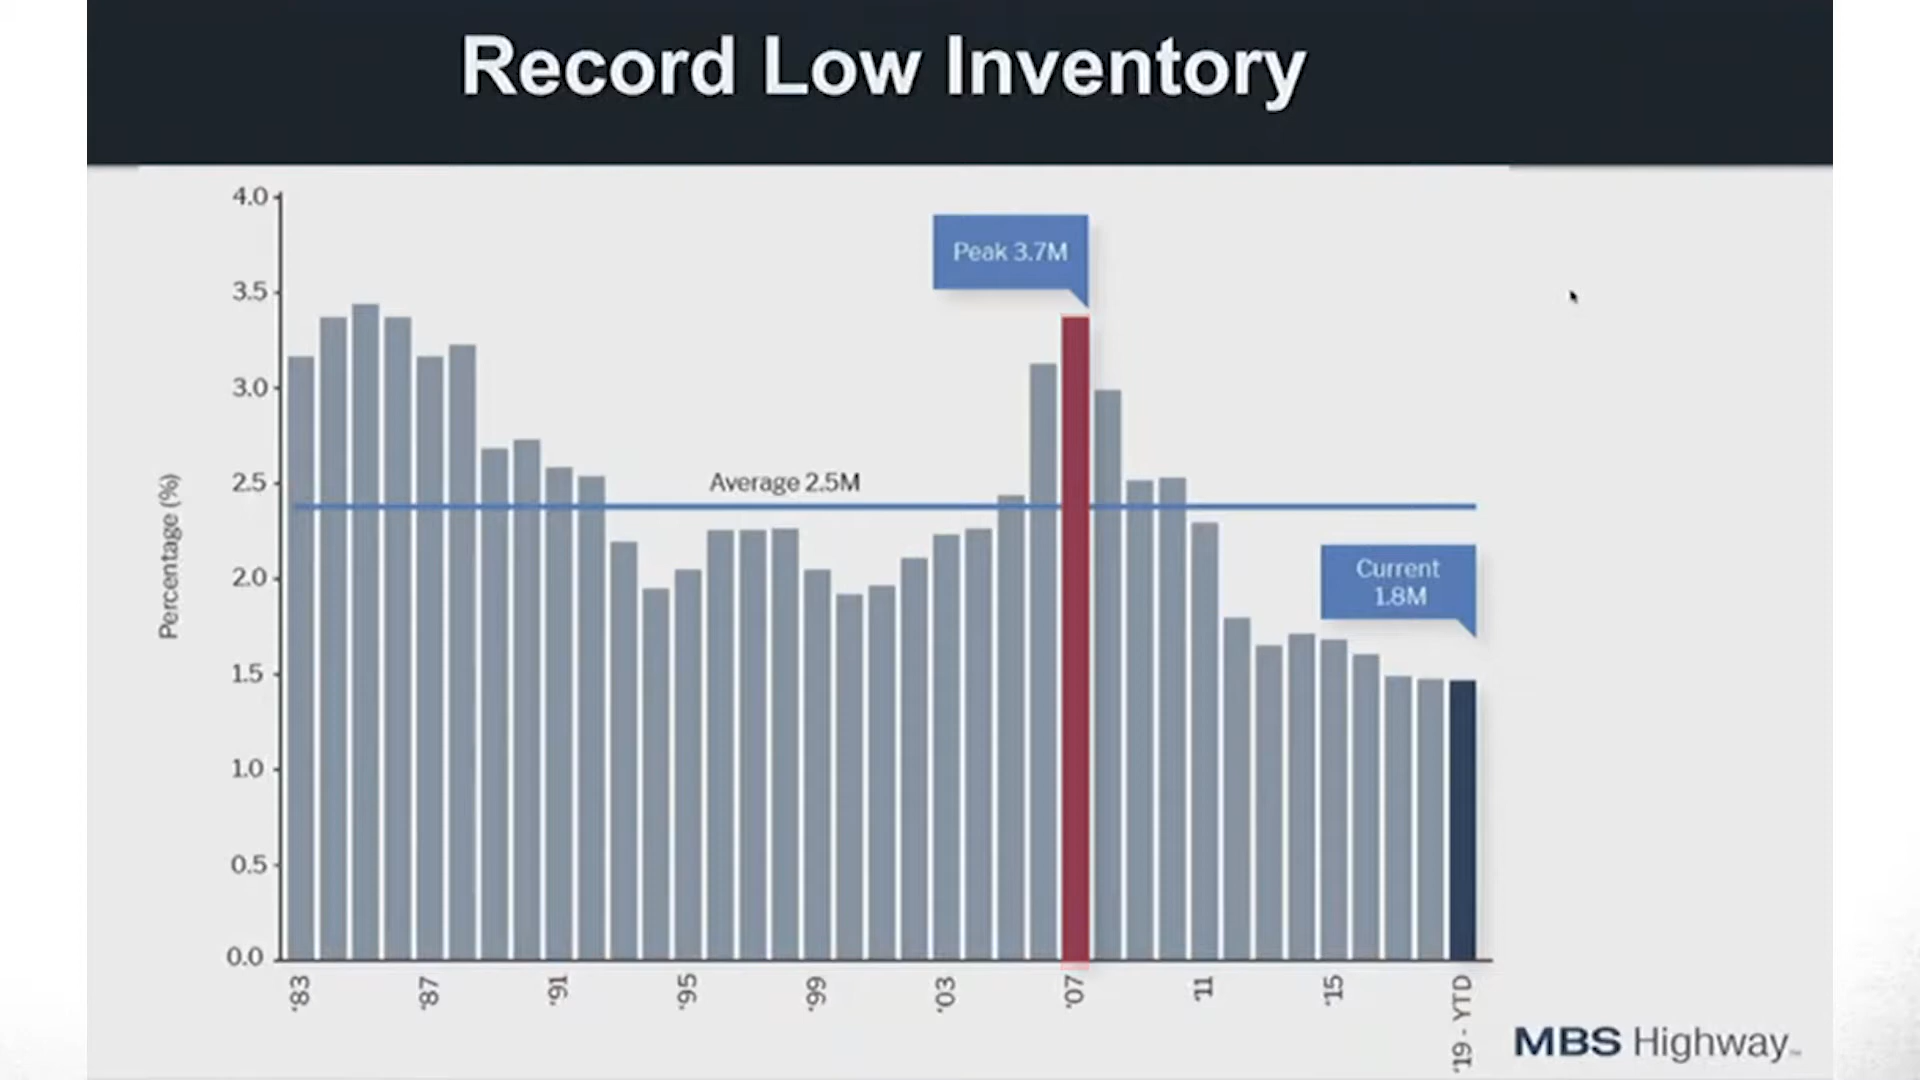 Record Low Inventory
4.0
3.5
3.0
2.5
2.0
1.5
1.0
0.5
0.0
Percentage (%)
Peak 3.7M
Average 2.5M
Current
1.8M
'83
'87
'91
'95
'99
'03
'07
'11
'15
'19 - YTD
MBS Highway